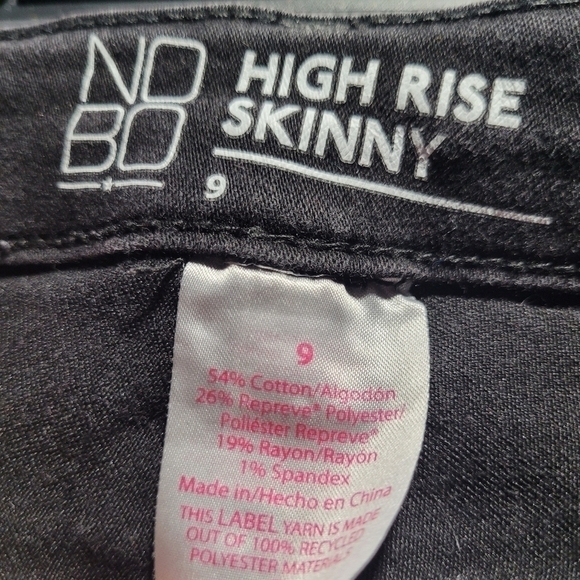 NO
BO
HIGH RISE
SKINNY
9
9
54% Cotton/Algodón
26% Repreve® Polyester/
Poliéster Repreve®
19% Rayon/Rayón
1% Spandex
Made in/Hecho en China
THIS LABEL YARN IS MADE
OUT OF 100% RECYCLED
POLYESTER MATERIALS